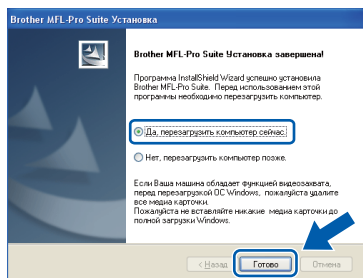 Brother MFL-Pro Suite Установка
Brother MFL-Pro Suite Установка завершена!
Программа InstallShield Wizard успешно установила
Brother MFL-Pro Suite. Перед использованием этой
программы необходимо перезагрузить компьютер.
Да, перезагрузить компьютер сейчас.
Нет, перезагрузить компьютер позже.
Если Ваша машина обладает функцией видеозахвата,
перед перезагрузкой ОС Windows, пожалуйста удалите
все медиа карточки.
Пожалуйста не вставляйте никакие медиа карточки до
полной загрузки Windows.
< Назад
Готово
Отмена